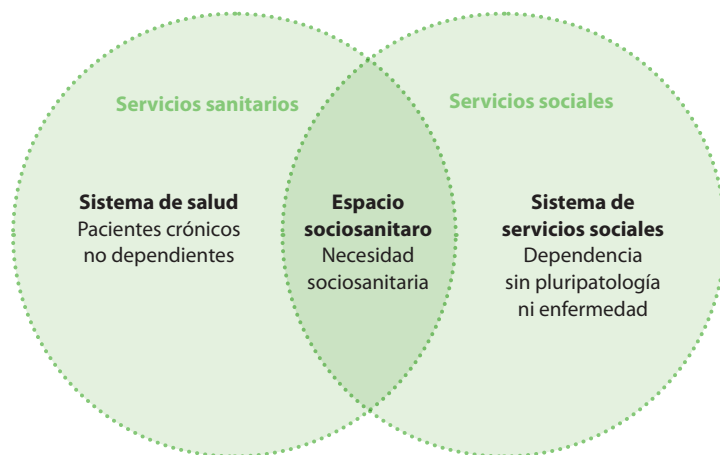 Servicios sanitarios
Servicios sociales
Sistema de salud
Pacientes crónicos
no dependientes
Espacio
sociosanitaro
Necesidad
sociosanitaria
Sistema de
servicios sociales
Dependencia
sin pluripatología
ni enfermedad